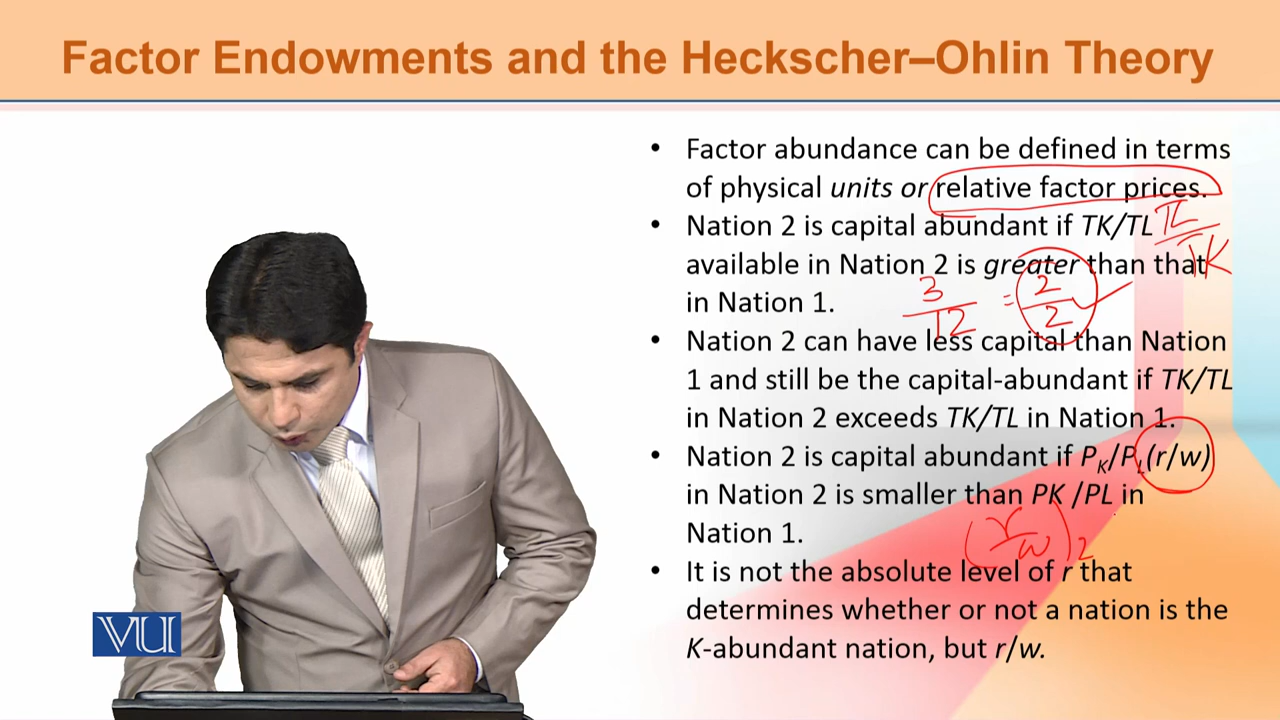 Factor Endowments and the Heckscher–Ohlin Theory
• Factor abundance can be defined in terms
of physical units or relative factor prices.
• Nation 2 is capital abundant if TK/TL
available in Nation 2 is greater than that
in Nation 1.
3/12 = 2/2
• Nation 2 can have less capital than Nation
1 and still be the capital-abundant if TK/TL
in Nation 2 exceeds TK/TL in Nation 1.
• Nation 2 is capital abundant if PK/PL(r/w)
in Nation 2 is smaller than PK /PL in
Nation 1.
(r/w)2
• It is not the absolute level of r that
determines whether or not a nation is the
K-abundant nation, but r/w.
VU